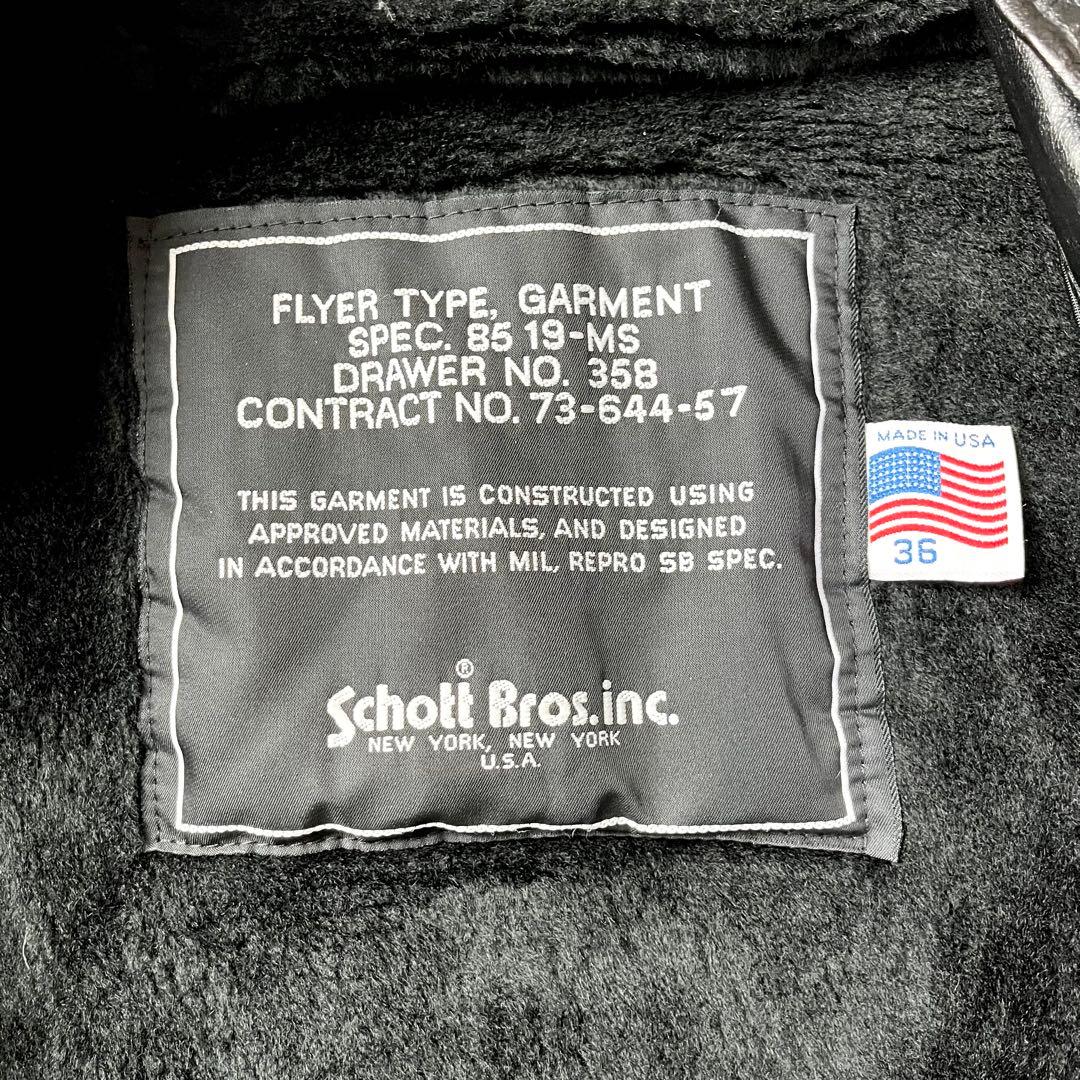 FLYER TYPE, GARMENT
SPEC. 85 19-MS
DRAWER NO. 358
CONTRACT NO. 73-644-57
THIS GARMENT IS CONSTRUCTED USING
APPROVED MATERIALS, AND DESIGNED
IN ACCORDANCE WITH MIL, REPRO SB SPEC.
®
Schott Bros.inc.
NEW YORK, NEW YORK
U.S.A.
MADE IN USA
36